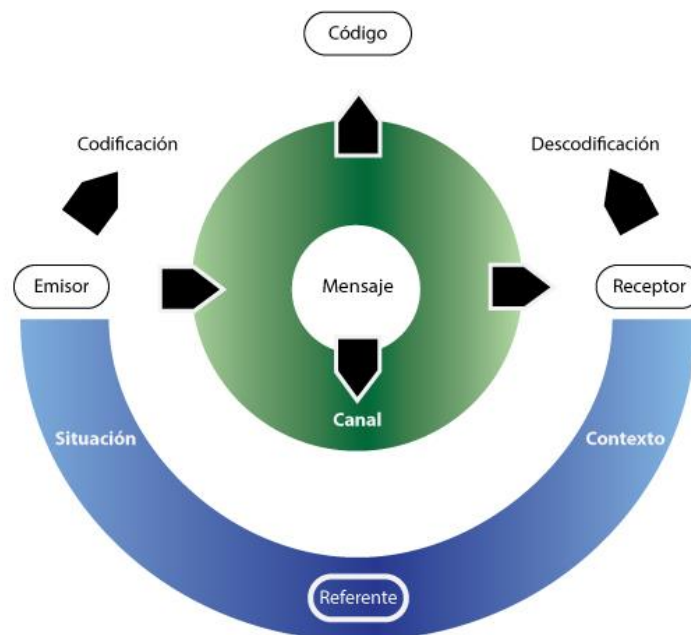 Código
Codificación
Descodificación
Emisor
Mensaje
Receptor
Canal
Situación
Contexto
Referente